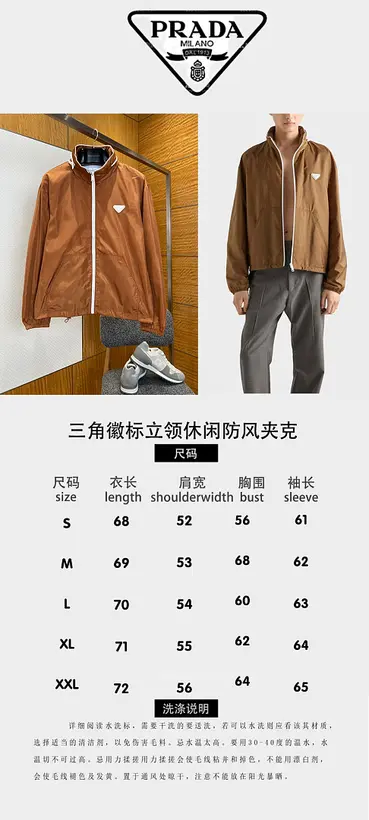 PRADA
MILANO
DAL 1913
三角徽标立领休闲防风夹克
尺码
尺码 衣长 肩宽 胸围 袖长
size length shoulderwidth bust sleeve
S 68 52 56 61
M 69 53 68 62
L 70 54 60 63
XL 71 55 62 64
XXL 72 56 64 65
洗涤说明
详细阅读水洗标，需要干洗的要送洗，若可以水洗则应看该其材质，
选择适当的清洁剂，以免伤害毛料。总水温太高。要用30-40度的温水，水
温切不可过高。总用力揉搓用力揉搓会使毛线粘并和掉色，不能用漂白剂，
会使毛线褪色及发黄。置于通风处晾干，注意不能放在阳光暴晒。